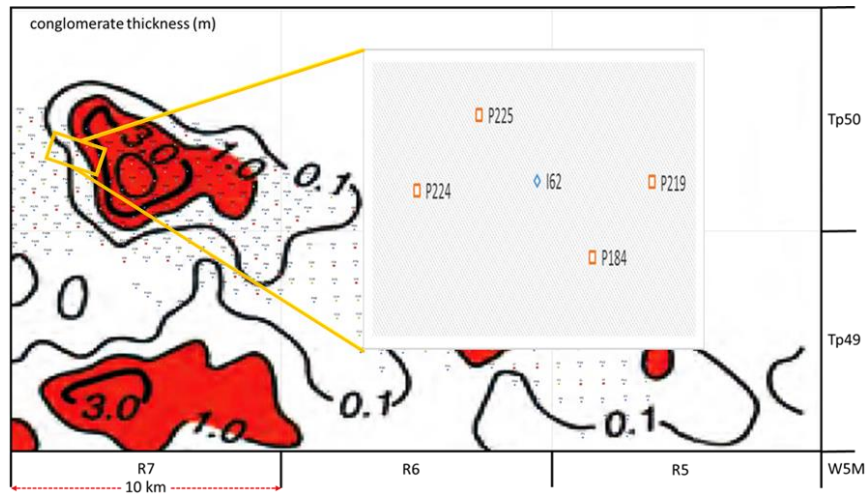 conglomerate thickness (m)
Tp50
P225
3.0
1.0
0.1
P224
I62
P219
P184
0
Tp49
3.0
1.0
0.1
0.1
R7
R6
R5
W5M
10 km